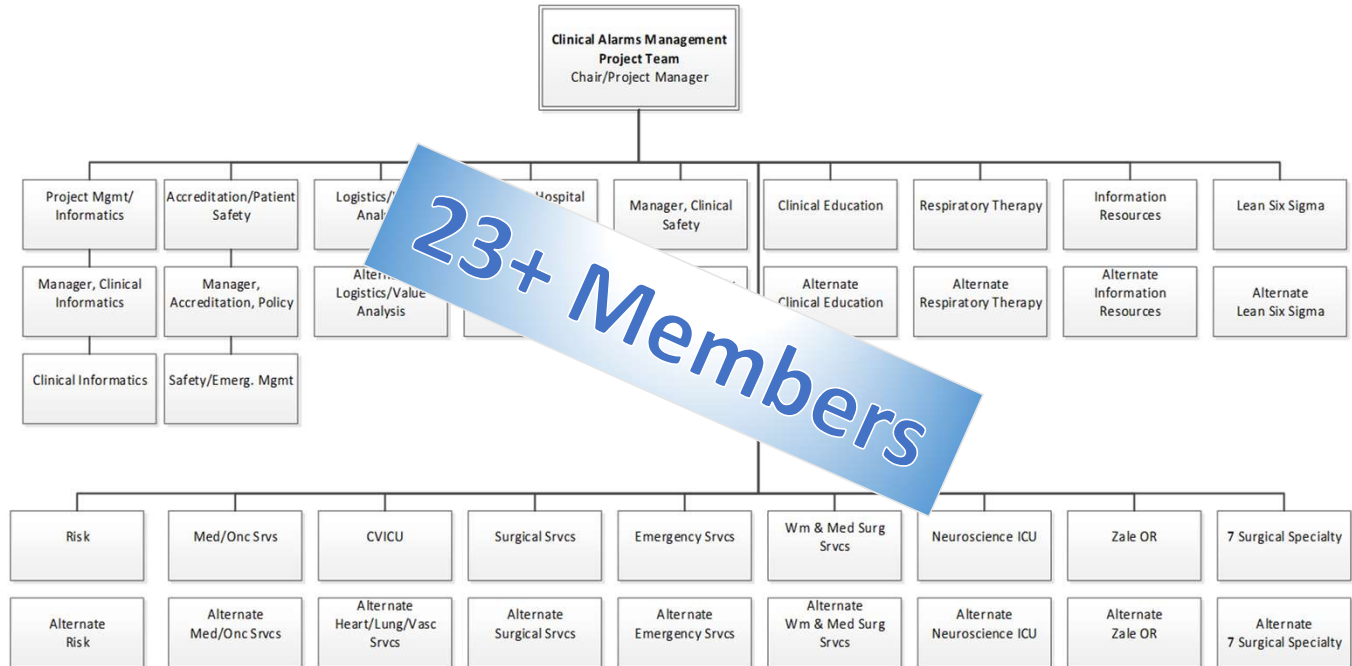 Clinical Alarms Management
Project Team
Chair/Project Manager
Project Mgmt/
Informatics
Accreditation/Patient
Safety
Logistics/
Hospital
Manager, Clinical
Safety
Clinical Education
Respiratory Therapy
Information
Resources
Lean Six Sigma
Manager, Clinical
Informatics
Manager,
Accreditation, Policy
Logistics/Value
Analysis
Alternate
Clinical Education
Alternate
Respiratory Therapy
Alternate
Information
Resources
Alternate
Lean Six Sigma
Clinical Informatics
Safety/Emerg. Mgmt
23+ Members
Risk
Med/Onc Srvs
CVICU
Surgical Srvcs
Emergency Srvcs
Wm & Med Surg
Srvcs
Neuroscience ICU
Zale OR
7 Surgical Specialty
Alternate
Risk
Alternate
Med/Onc Srvcs
Alternate
Heart/Lung/Vasc
Srvcs
Alternate
Surgical Srvcs
Alternate
Emergency Srvcs
Alternate
Wm & Med Surg
Srvcs
Alternate
Neuroscience ICU
Alternate
Zale OR
Alternate
7 Surgical Specialty